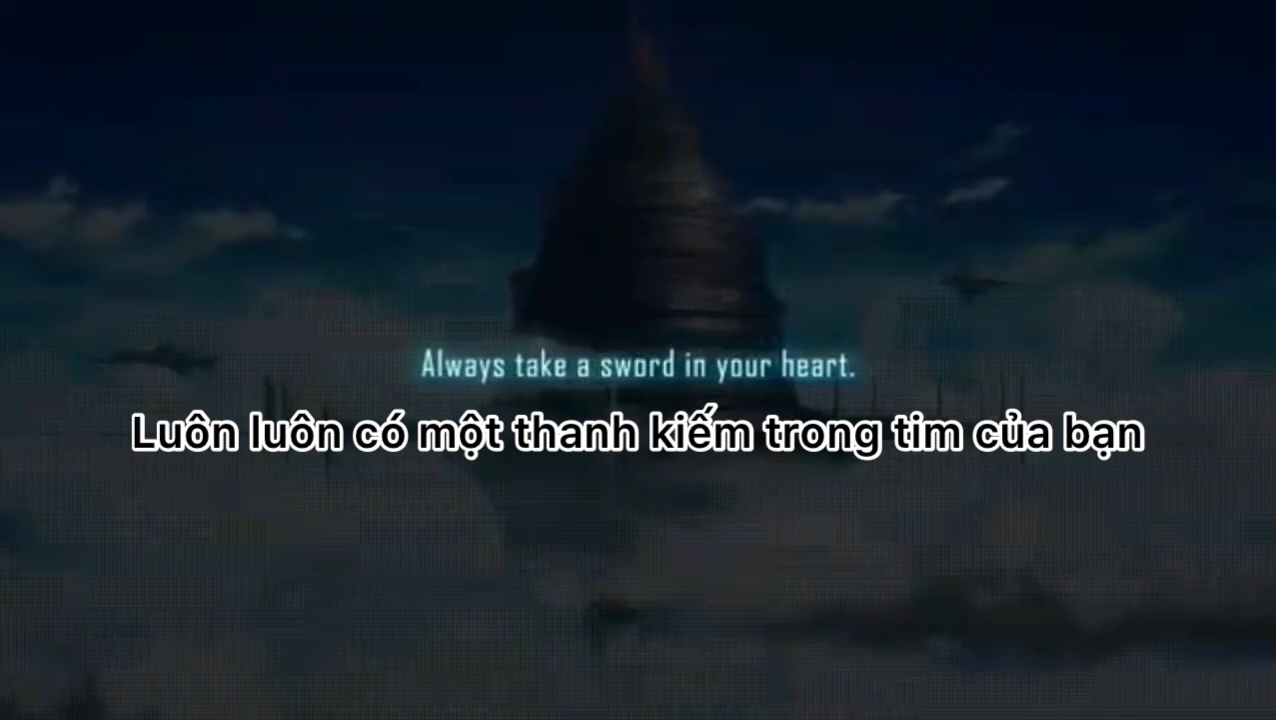 Always take a sword in your heart.
Luôn luôn có một thanh kiếm trong tim của bạn